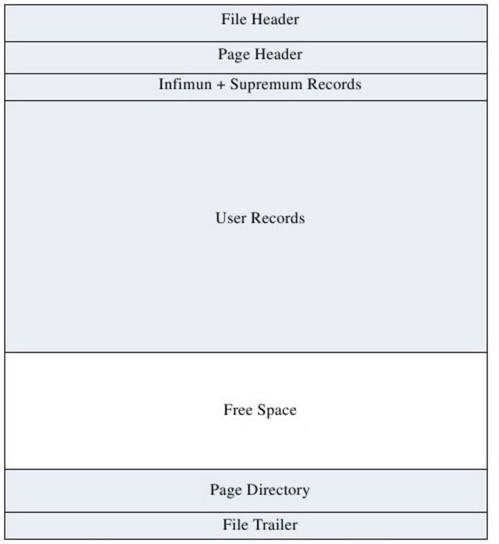 File Header
Page Header
Infimun + Supremum Records
User Records
Free Space
Page Directory
File Trailer